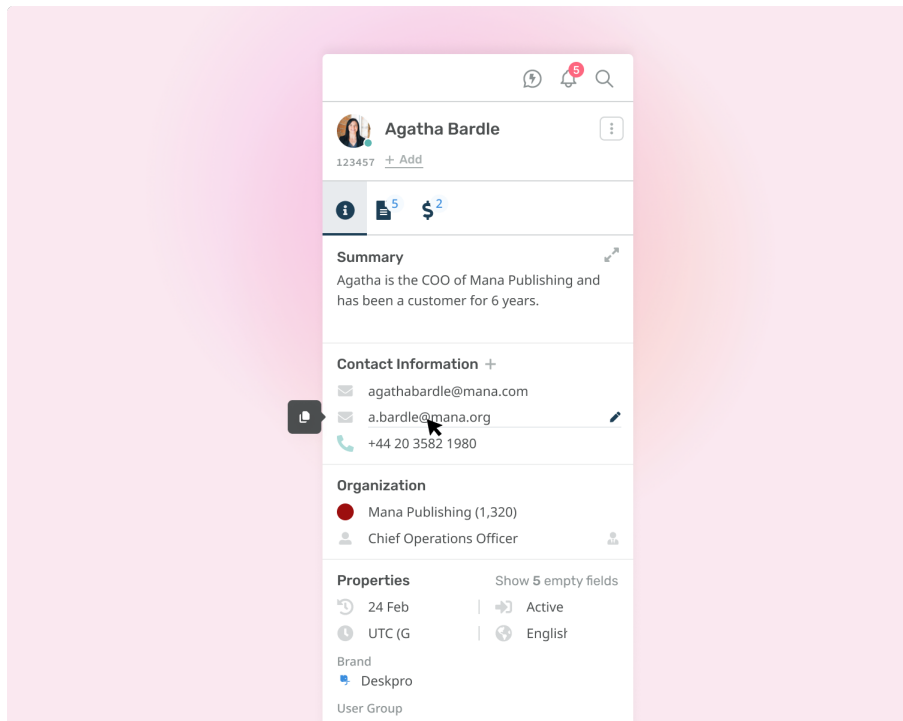 5
Agatha Bardle
123457 + Add
5 2
Summary
Agatha is the COO of Mana Publishing and
has been a customer for 6 years.
Contact Information +
agathabardle@mana.com
a.bardle@mana.org
+44 20 3582 1980
Organization
Mana Publishing (1,320)
Chief Operations Officer
Properties Show 5 empty fields
24 Feb Active
UTC (G English
Brand
Deskpro
User Group